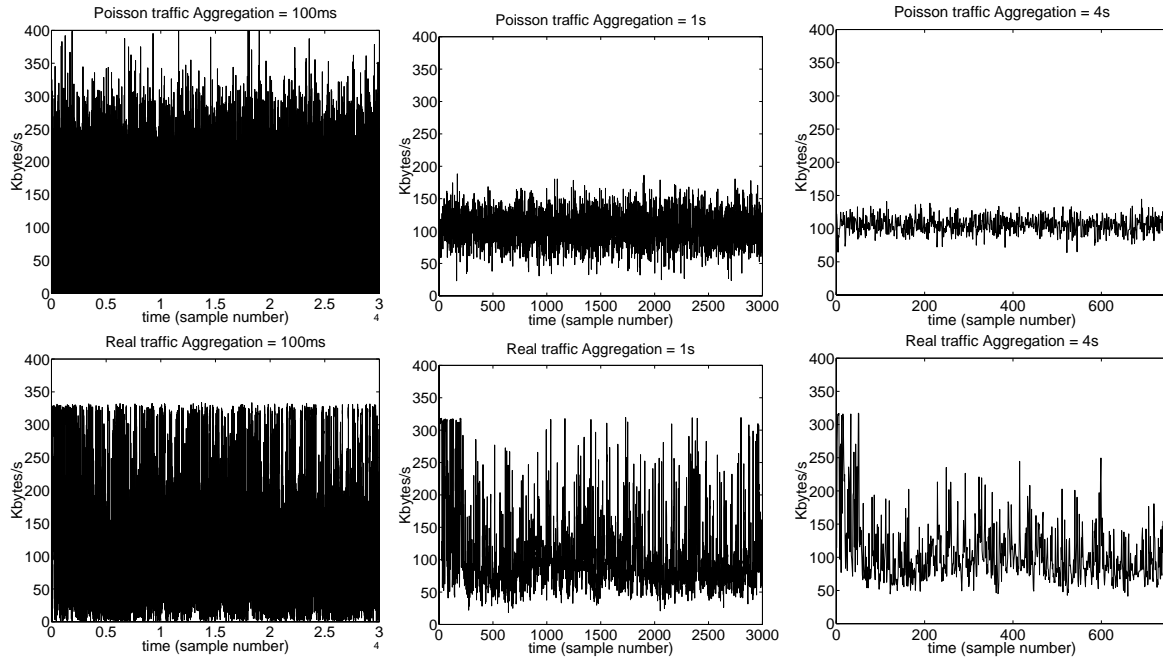 Poisson traffic Aggregation = 100ms
400
350
300
250
200
150
100
50
0
Kbytes/s
0 0.5 1 1.5 2 2.5 3
time (sample number)
4
Poisson traffic Aggregation = 1s
400
350
300
250
200
150
100
50
0
Kbytes/s
0 500 1000 1500 2000 2500 3000
time (sample number)
Poisson traffic Aggregation = 4s
400
350
300
250
200
150
100
50
0
Kbytes/s
0 200 400 600
time (sample number)
Real traffic Aggregation = 100ms
400
350
300
250
200
150
100
50
0
Kbytes/s
0 0.5 1 1.5 2 2.5 3
time (sample number)
4
Real traffic Aggregation = 1s
400
350
300
250
200
150
100
50
0
Kbytes/s
0 500 1000 1500 2000 2500 3000
time (sample number)
Real traffic Aggregation = 4s
400
350
300
250
200
150
100
50
0
Kbytes/s
0 200 400 600
time (sample number)